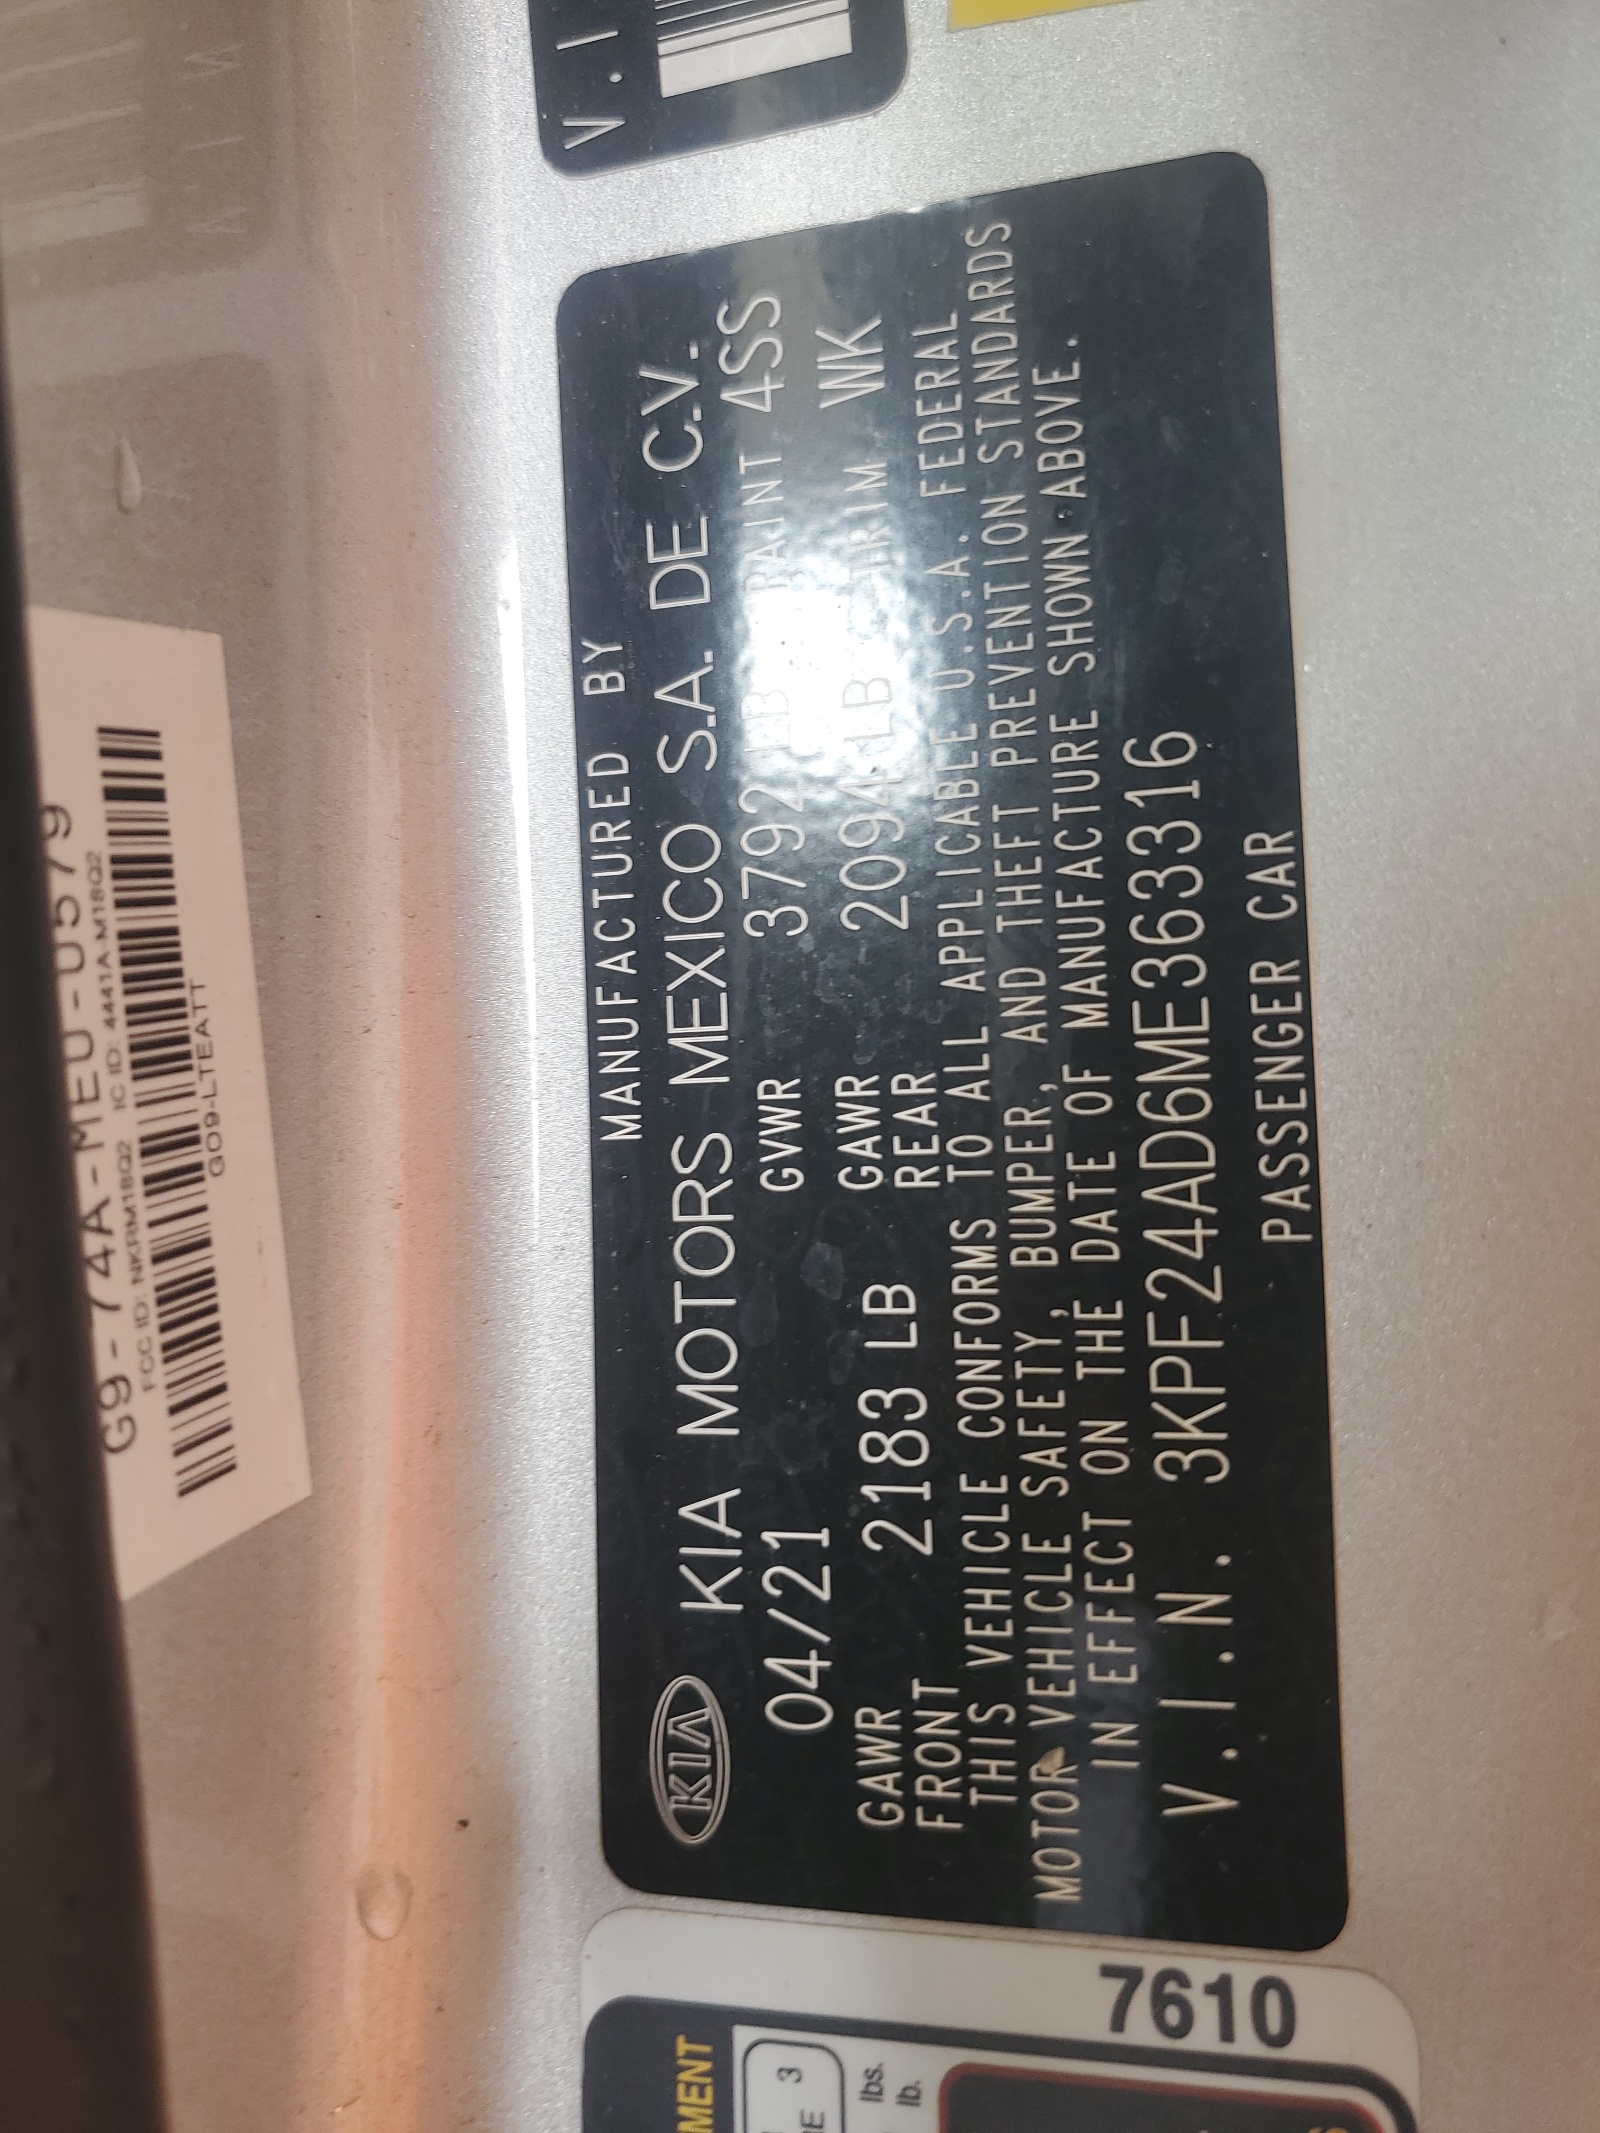 V.I
MANUFACTURED BY
KIA KIA MOTORS MEXICO S.A. DE C.V.
04/21 GVWR 3792 LB PAINT 4SS
GAWR FRONT 2183 LB GAWR REAR 2094 LB TRIM WK
THIS VEHICLE CONFORMS TO ALL APPLICABLE U.S.A. FEDERAL
MOTOR VEHICLE SAFETY, BUMPER, AND THEFT PREVENTION STANDARDS
IN EFFECT ON THE DATE OF MANUFACTURE SHOWN ABOVE.
V.I.N. 3KPF24AD6ME363316
PASSENGER CAR
G9-74A-MEU-0579
FCC ID: NKRM18Q2 IC ID: 4441A-M18Q2
GO9-LTEATT
7610
MENT
3
lbs.
lb.